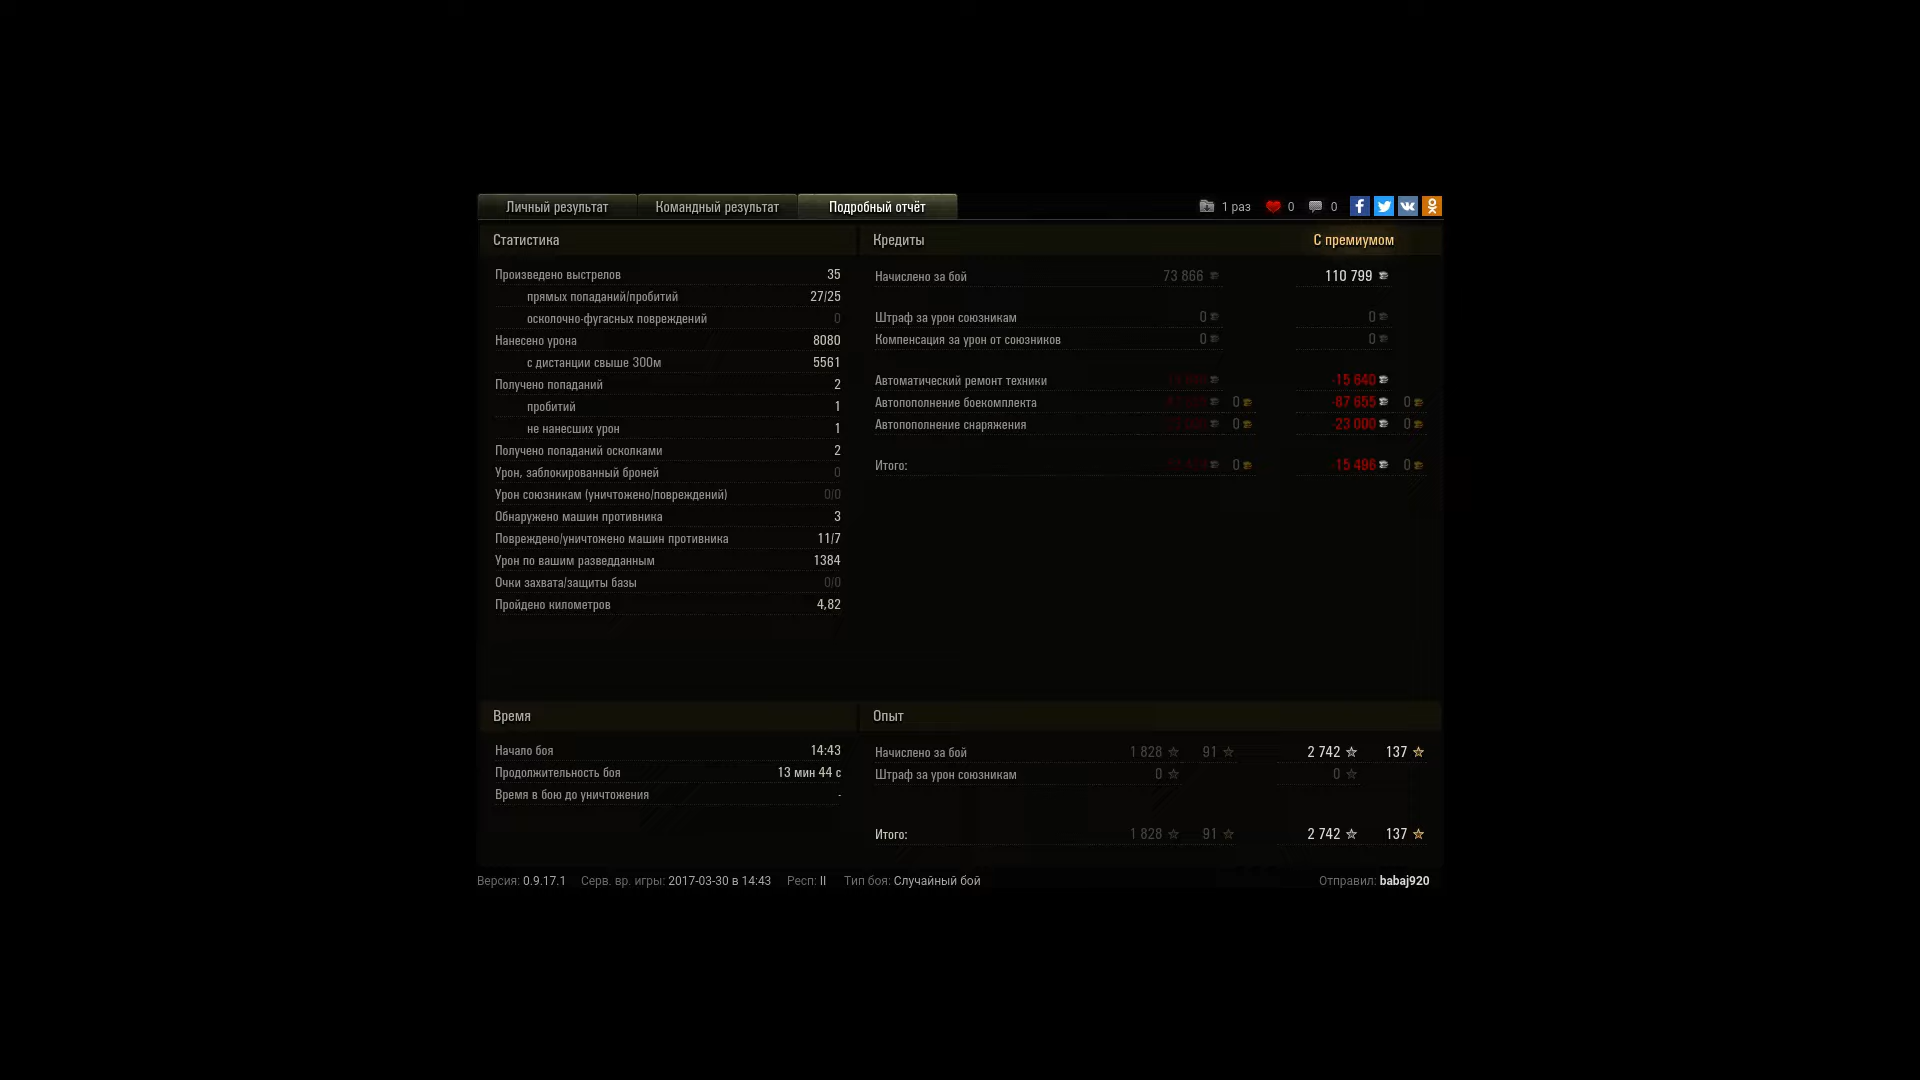 Личный результат Командный результат Подробный отчёт 1 раз 0 0
Статистика
Произведено выстрелов 35
прямых попаданий/пробитий 27/25
осколочно-фугасных повреждений 0
Нанесено урона 8080
с дистанции свыше 300м 5561
Получено попаданий 2
пробитий 1
не нанесших урон 1
Получено попаданий осколками 2
Урон, заблокированный броней 0
Урон союзникам (уничтожено/повреждений) 0/0
Обнаружено машин противника 3
Повреждено/уничтожено машин противника 11/7
Урон по вашим разведданным 1384
Очки захвата/защиты базы 0/0
Пройдено километров 4,82
Кредиты С премиумом
Начислено за бой 73 866 110 799
Штраф за урон союзникам 0 0
Компенсация за урон от союзников 0 0
Автоматический ремонт техники -15 640
Автопополнение боекомплекта 0 -87 655 0
Автопополнение снаряжения 0 -23 000 0
Итого: 0 -15 496 0
Время
Начало боя 14:43
Продолжительность боя 13 мин 44 с
Время в бою до уничтожения -
Опыт
Начислено за бой 1 828 91 2 742 137
Штраф за урон союзникам 0 0
Итого: 1 828 91 2 742 137
Версия: 0.9.17.1 Серв. вр. игры: 2017-03-30 в 14:43 Респ: II Тип боя: Случайный бой Отправил: babaj920